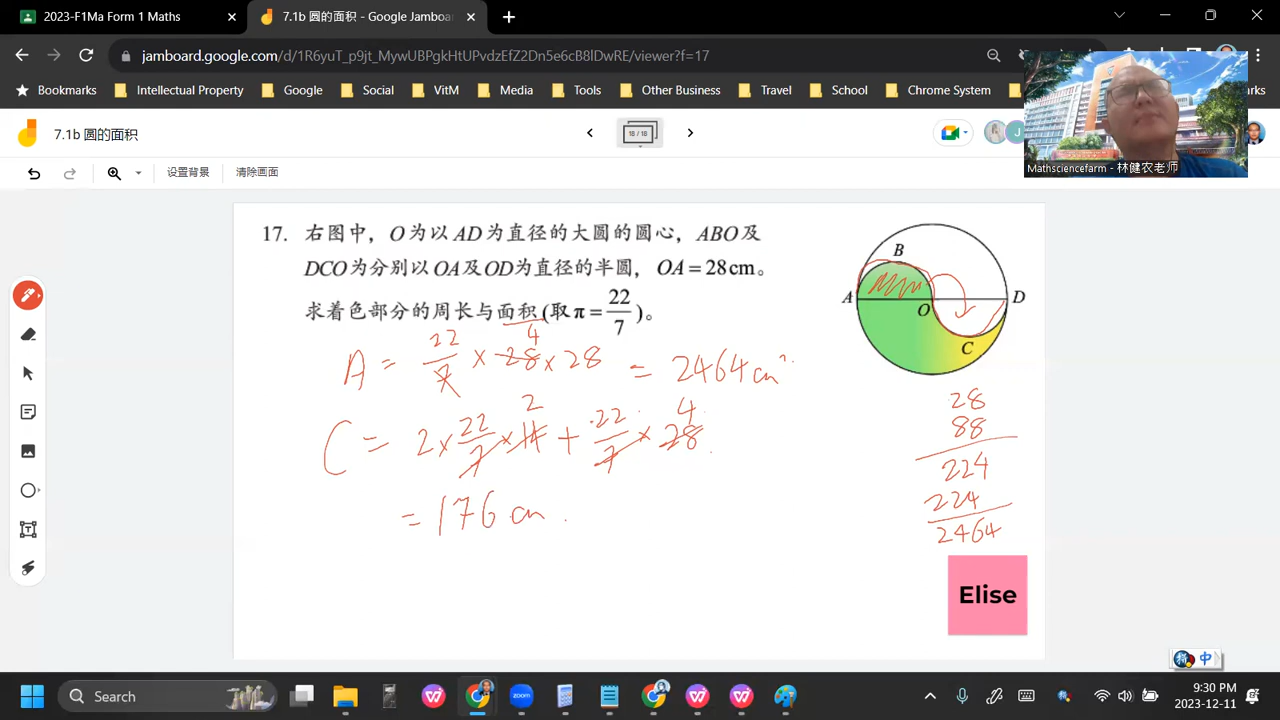 2023-F1Ma Form 1 Maths
7.1b 圆的面积 - Google Jamboard
jamboard.google.com/d/1R6yuT_p9jt_MywUBPgkHtUPvdzEfZ2Dn5e6cB8lDwRE/viewer?f=17
Bookmarks Intellectual Property Google Social VitM Media Tools Other Business Travel School Chrome System
Mathsciencefarm - 林健农老师
7.1b 圆的面积
18 / 18
J
设置背景 清除画面
17. 右图中，O为以AD为直径的大圆的圆心，ABO及
DCO为分别以OA及OD为直径的半圆，OA = 28 cm。
求着色部分的周长与面积(取π = 22/7)。
B
A O D
C
A = 22/7 × 28 × 28 = 2464 cm²
4
C = 2 × 22/7 × 14 + 22/7 × 28
2 4
= 176 cm.
28
88
224
224
2464
Elise
中
Search
9:30 PM
2023-12-11